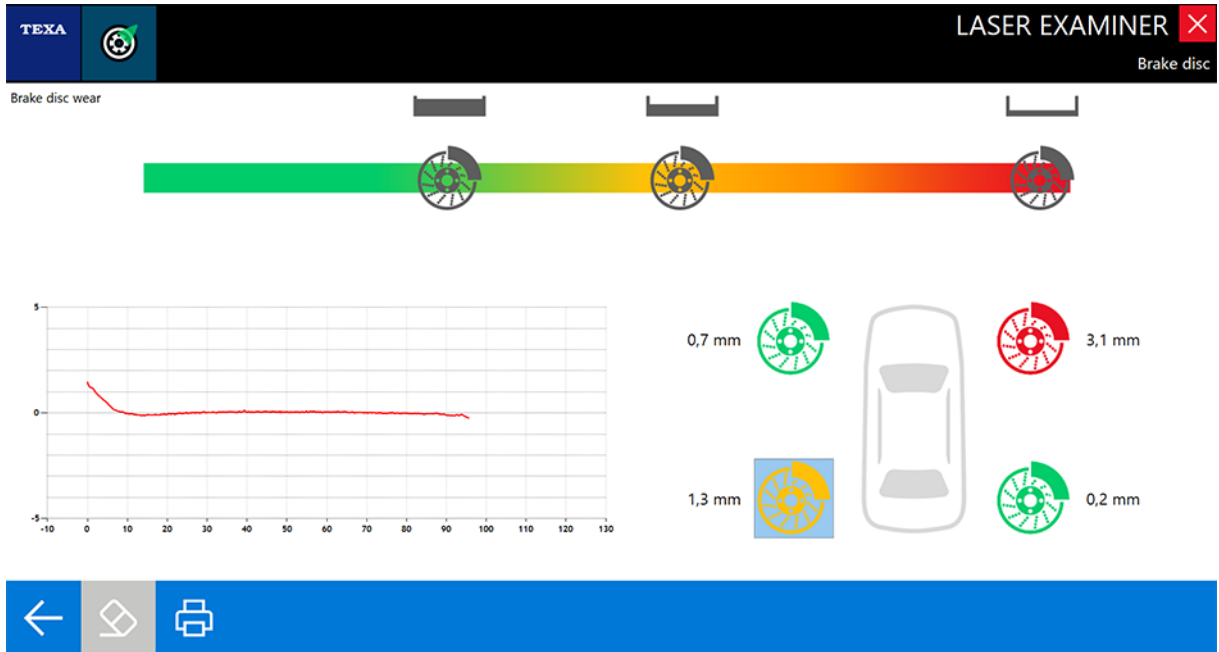 TEXA
LASER EXAMINER
Brake disc
Brake disc wear
5
0
-5
-10 0 10 20 30 40 50 60 70 80 90 100 110 120 130
0,7 mm
3,1 mm
1,3 mm
0,2 mm